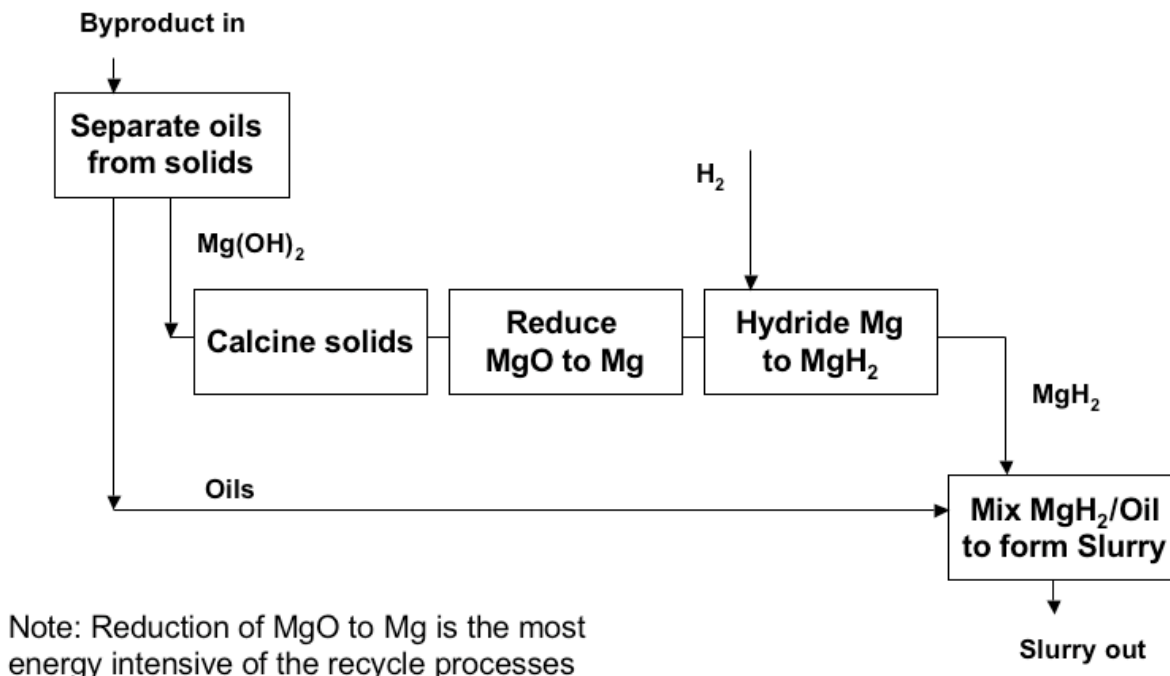 Byproduct in
Separate oils
from solids
H₂
Mg(OH)₂
Calcine solids
Reduce
MgO to Mg
Hydride Mg
to MgH₂
MgH₂
Oils
Mix MgH₂/Oil
to form Slurry
Note: Reduction of MgO to Mg is the most
energy intensive of the recycle processes
Slurry out